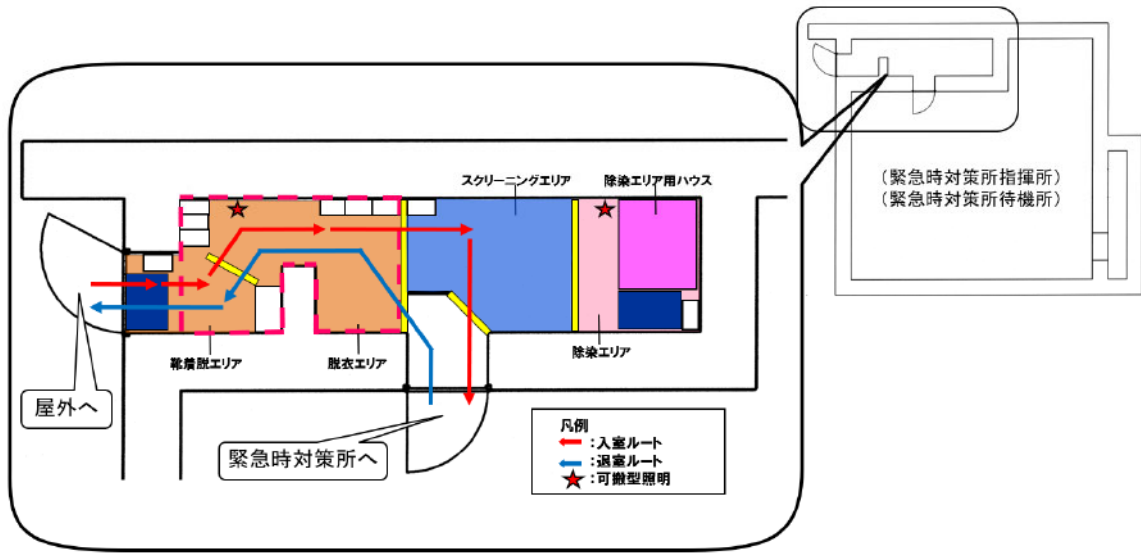 （緊急時対策所指揮所）
（緊急時対策所待機所）
スクリーニングエリア
除染エリア用ハウス
靴着脱エリア
脱衣エリア
除染エリア
屋外へ
緊急時対策所へ
凡例
：入室ルート
：退室ルート
：可搬型照明